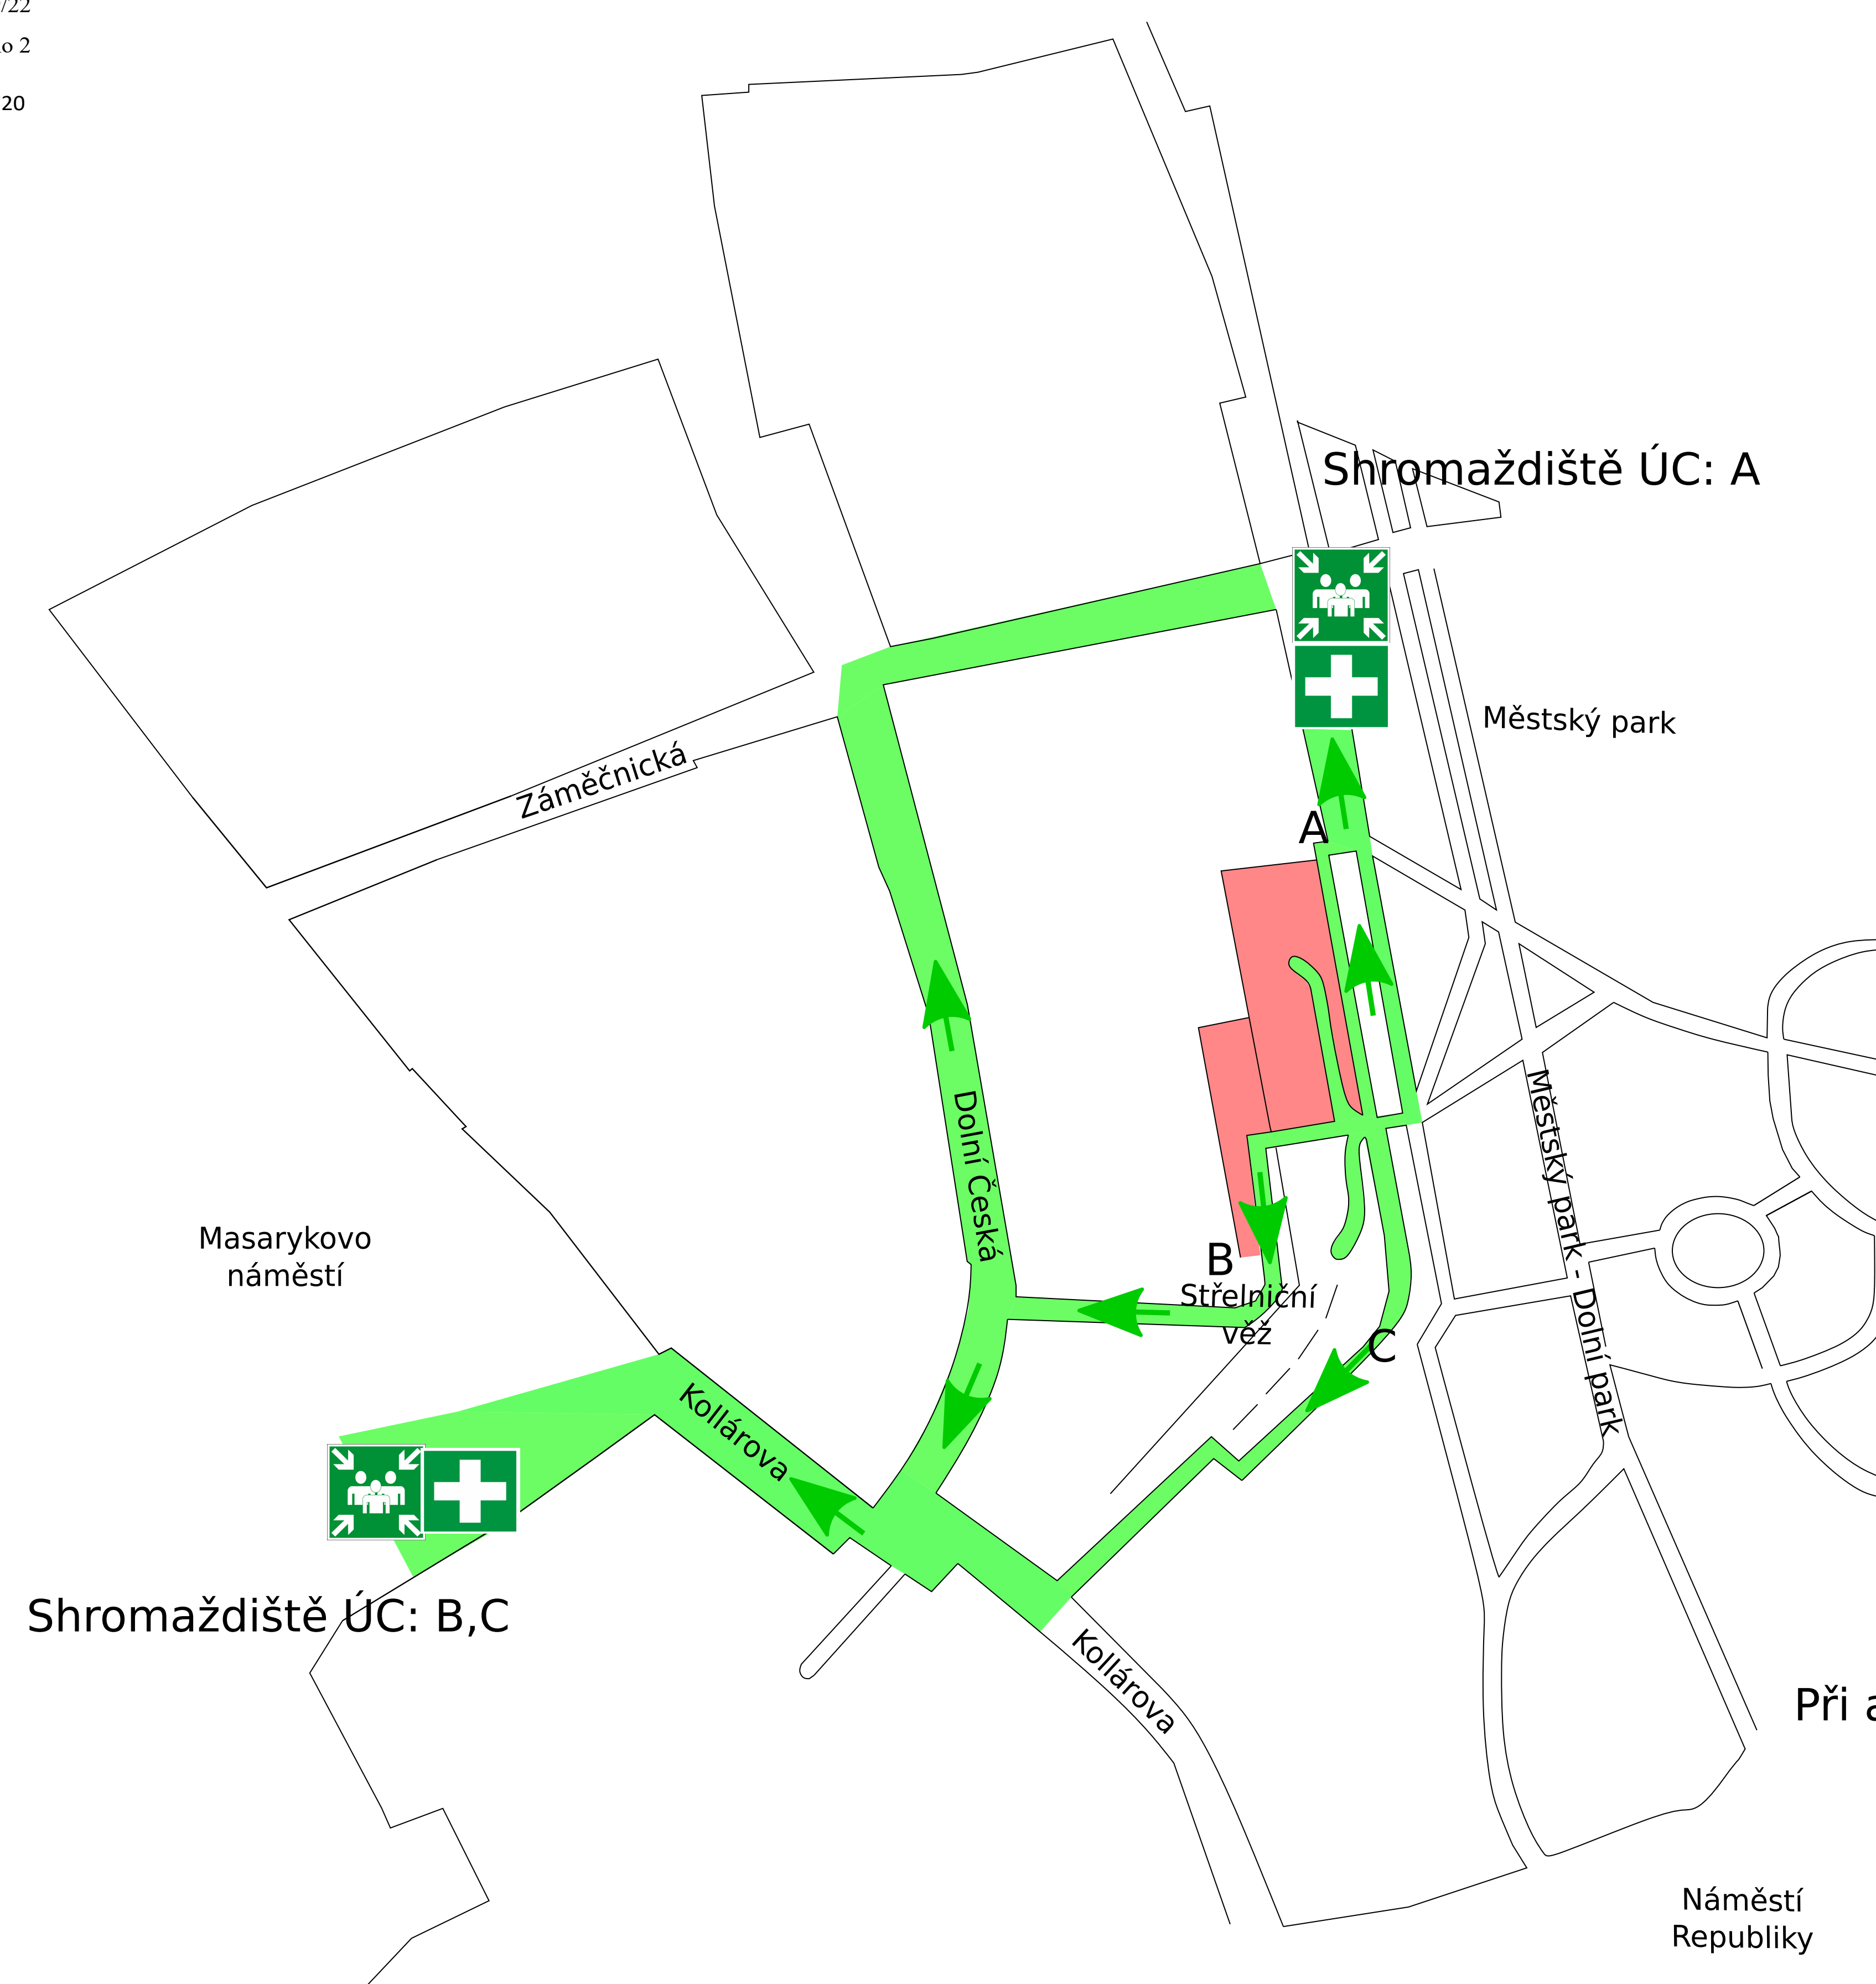 /22
o 2
20
Shromaždiště ÚC: A
Městský park
Záměčnická
A
Dolní Česká
Městský park - Dolní park
Masarykovo
náměstí
B
Střelniční
věž
C
Kollárova
Shromaždiště ÚC: B,C
Kollárova
Při a
Náměstí
Republiky